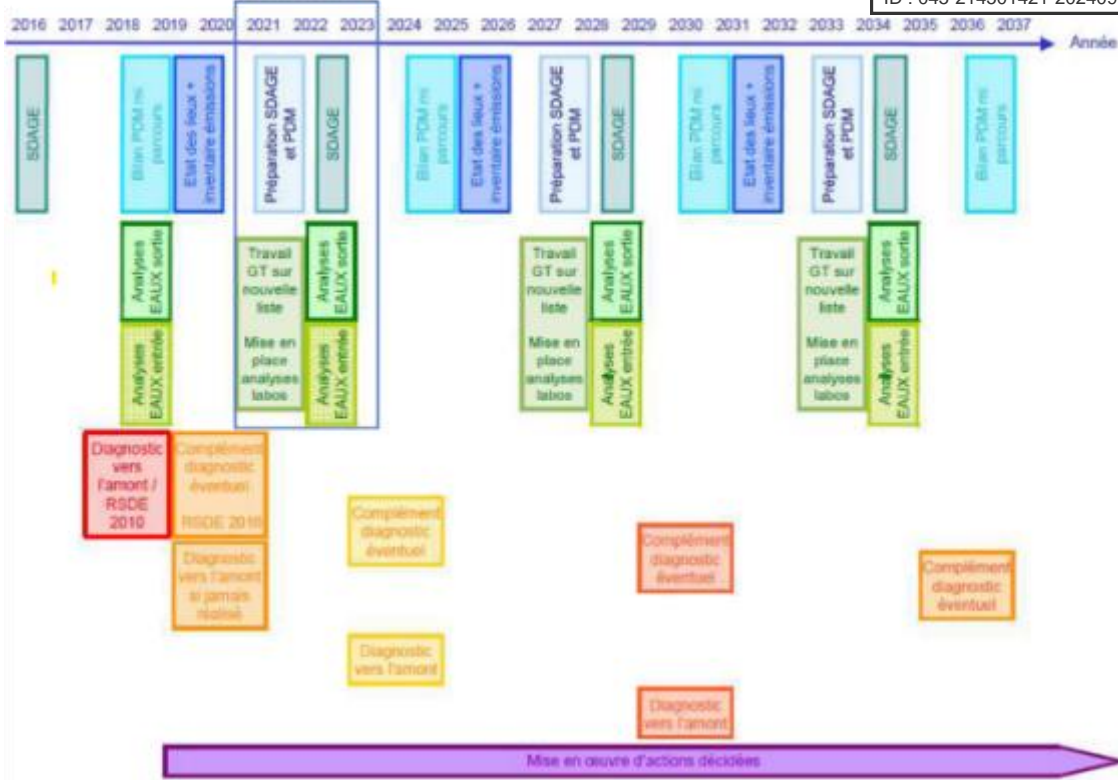 ID : 045-214501421-202409
2016 2017 2018 2019 2020 2021 2022 2023 2024 2025 2026 2027 2028 2029 2030 2031 2032 2033 2034 2035 2036 2037
Année
SDAGE
Bilan PDM mi
parcours
Etat des lieux +
inventaire émissions
Préparation SDAGE
et PDM
SDAGE
Bilan PDM mi
parcours
Etat des lieux +
inventaire émissions
Préparation SDAGE
et PDM
SDAGE
Bilan PDM mi
parcours
Etat des lieux +
inventaire émissions
Préparation SDAGE
et PDM
SDAGE
Bilan PDM mi
parcours
Analyses
EAUX sortie
Travail
GT sur
nouvelle
liste
Mise en
place
analyses
labos
Analyses
EAUX sortie
Travail
GT sur
nouvelle
liste
Mise en
place
analyses
labos
Analyses
EAUX sortie
Travail
GT sur
nouvelle
liste
Mise en
place
analyses
labos
Analyses
EAUX sortie
Analyses
EAUX entrée
Analyses
EAUX entrée
Analyses
EAUX entrée
Analyses
EAUX entrée
Diagnostic
vers
l'amont /
RSDE
2010
Complément
diagnostic
éventuel
RSDE 2010
Diagnostic
vers l'amont
si jamais
réalisé
Complément
diagnostic
éventuel
Complément
diagnostic
éventuel
Complément
diagnostic
éventuel
Diagnostic
vers l'amont
Diagnostic
vers l'amont
Mise en œuvre d'actions décidées